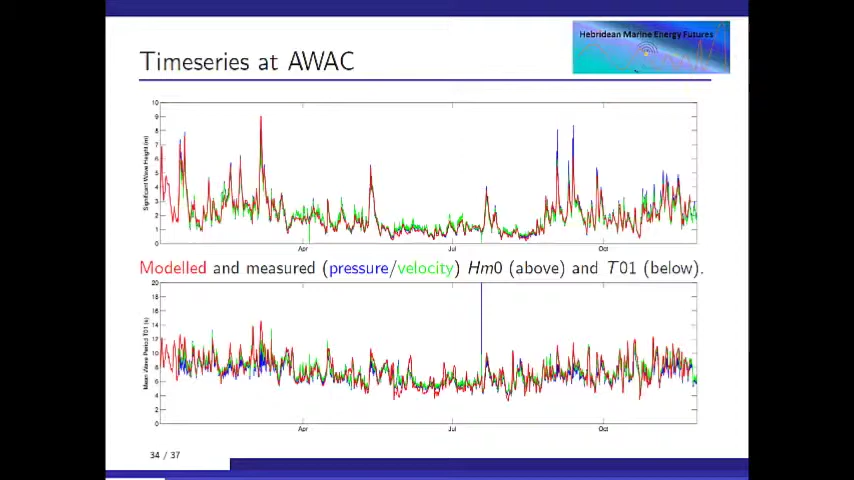 Hebridean Marine Energy Futures
Timeseries at AWAC
10
9
8
7
6
5
4
3
2
1
0
Significant Wave Height (m)
Apr
Jul
Oct
Modelled and measured (pressure/velocity) Hm0 (above) and T01 (below).
20
18
16
14
12
10
8
6
4
2
0
Mean Wave Period T01 (s)
Apr
Jul
Oct
34 / 37